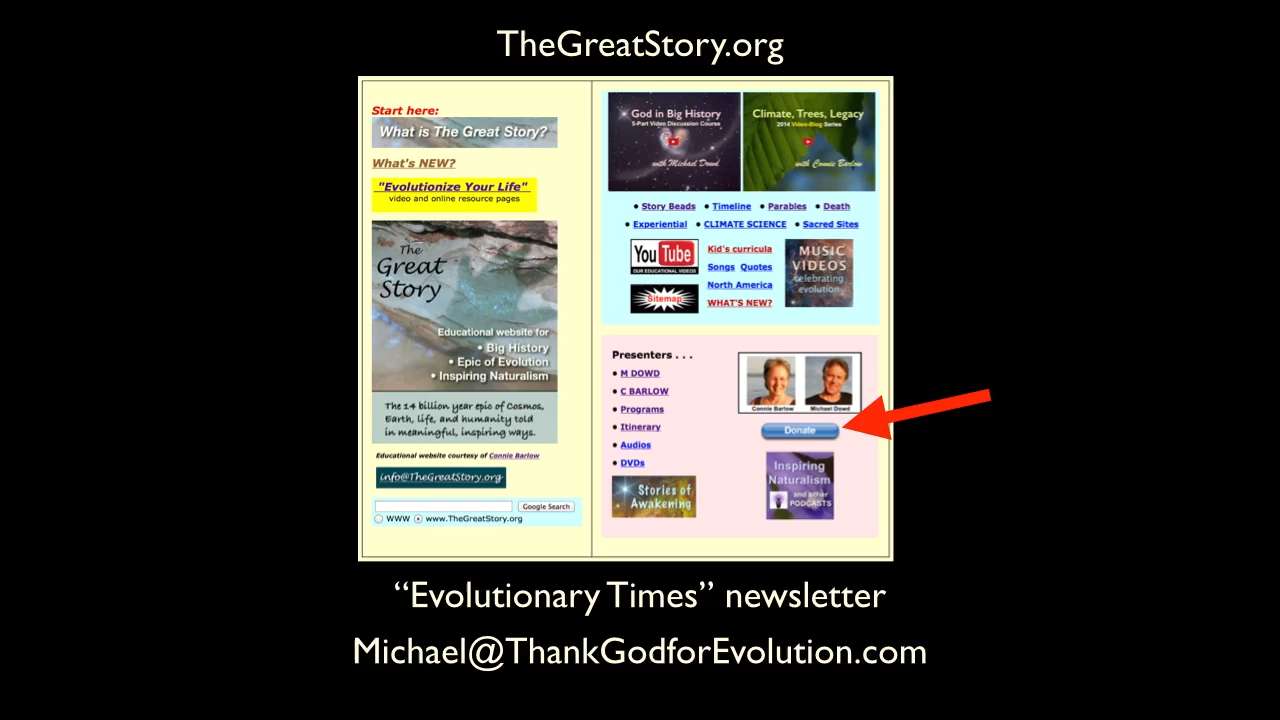 TheGreatStory.org
Start here:
What is The Great Story?
What's NEW?
"Evolutionize Your Life"
video and online resource pages
The
Great
Story
Educational website for
• Big History
• Epic of Evolution
• Inspiring Naturalism
The 14 billion year epic of Cosmos,
Earth, life, and humanity told
in meaningful, inspiring ways.
Educational website courtesy of Connie Barlow
info@TheGreatStory.org
Google Search
WWW www.TheGreatStory.org
God in Big History
5-Part Video Discussion Course
with Michael Dowd
Climate, Trees, Legacy
2014 Video-Blog Series
with Connie Barlow
• Story Beads • Timeline • Parables • Death
• Experiential • CLIMATE SCIENCE • Sacred Sites
YouTube
OUR EDUCATIONAL VIDEOS
Sitemap
Kid's curricula
Songs Quotes
North America
WHAT'S NEW?
MUSIC
VIDEOS
celebrating
evolution
Presenters . . .
• M DOWD
• C BARLOW
• Programs
• Itinerary
• Audios
• DVDs
Stories of
Awakening
Connie Barlow Michael Dowd
Donate
Inspiring
Naturalism
and other
PODCASTS
“Evolutionary Times” newsletter
Michael@ThankGodforEvolution.com